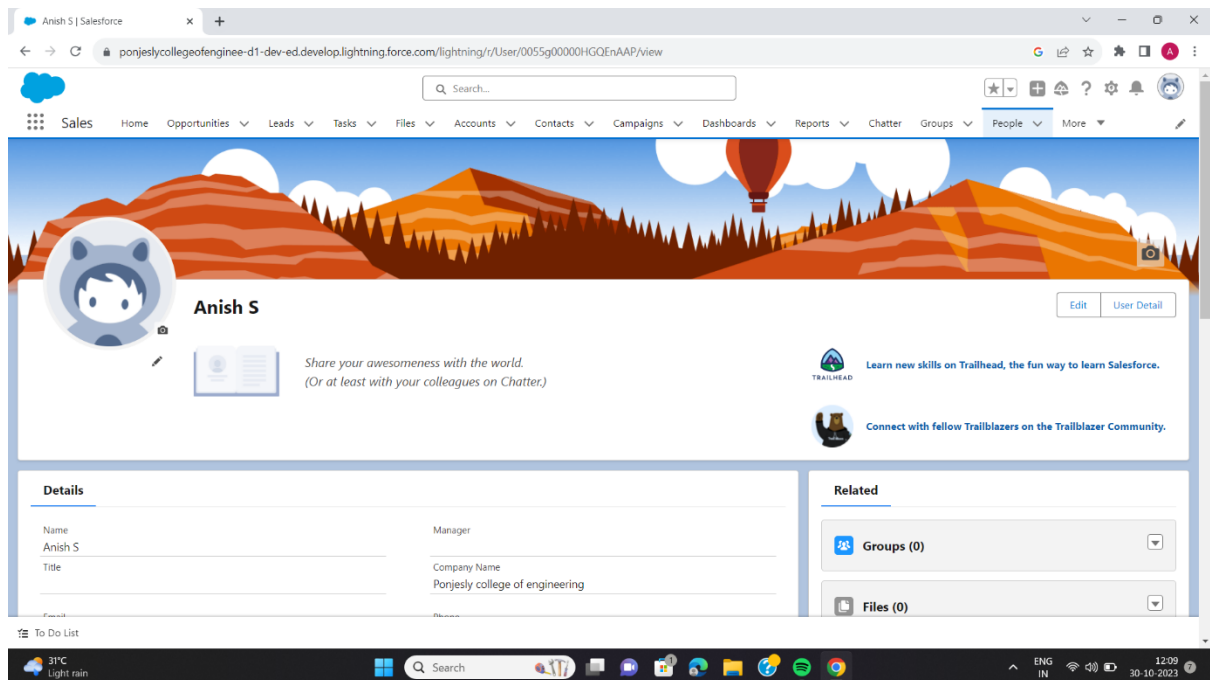 Anish S | Salesforce
ponjeslycollegeofenginee-d1-dev-ed.develop.lightning.force.com/lightning/r/User/0055g00000HGQEnAAP/view
G
A
Search...
Sales Home Opportunities Leads Tasks Files Accounts Contacts Campaigns Dashboards Reports Chatter Groups People More
Anish S
Edit User Detail
Share your awesomeness with the world.
(Or at least with your colleagues on Chatter.)
TRAILHEAD
Learn new skills on Trailhead, the fun way to learn Salesforce.
Connect with fellow Trailblazers on the Trailblazer Community.
Details
Name
Anish S
Manager
Title
Company Name
Ponjesly college of engineering
Email
Phone
Related
Groups (0)
Files (0)
To Do List
31°C
Light rain
Search
ENG
IN
12:09
30-10-2023